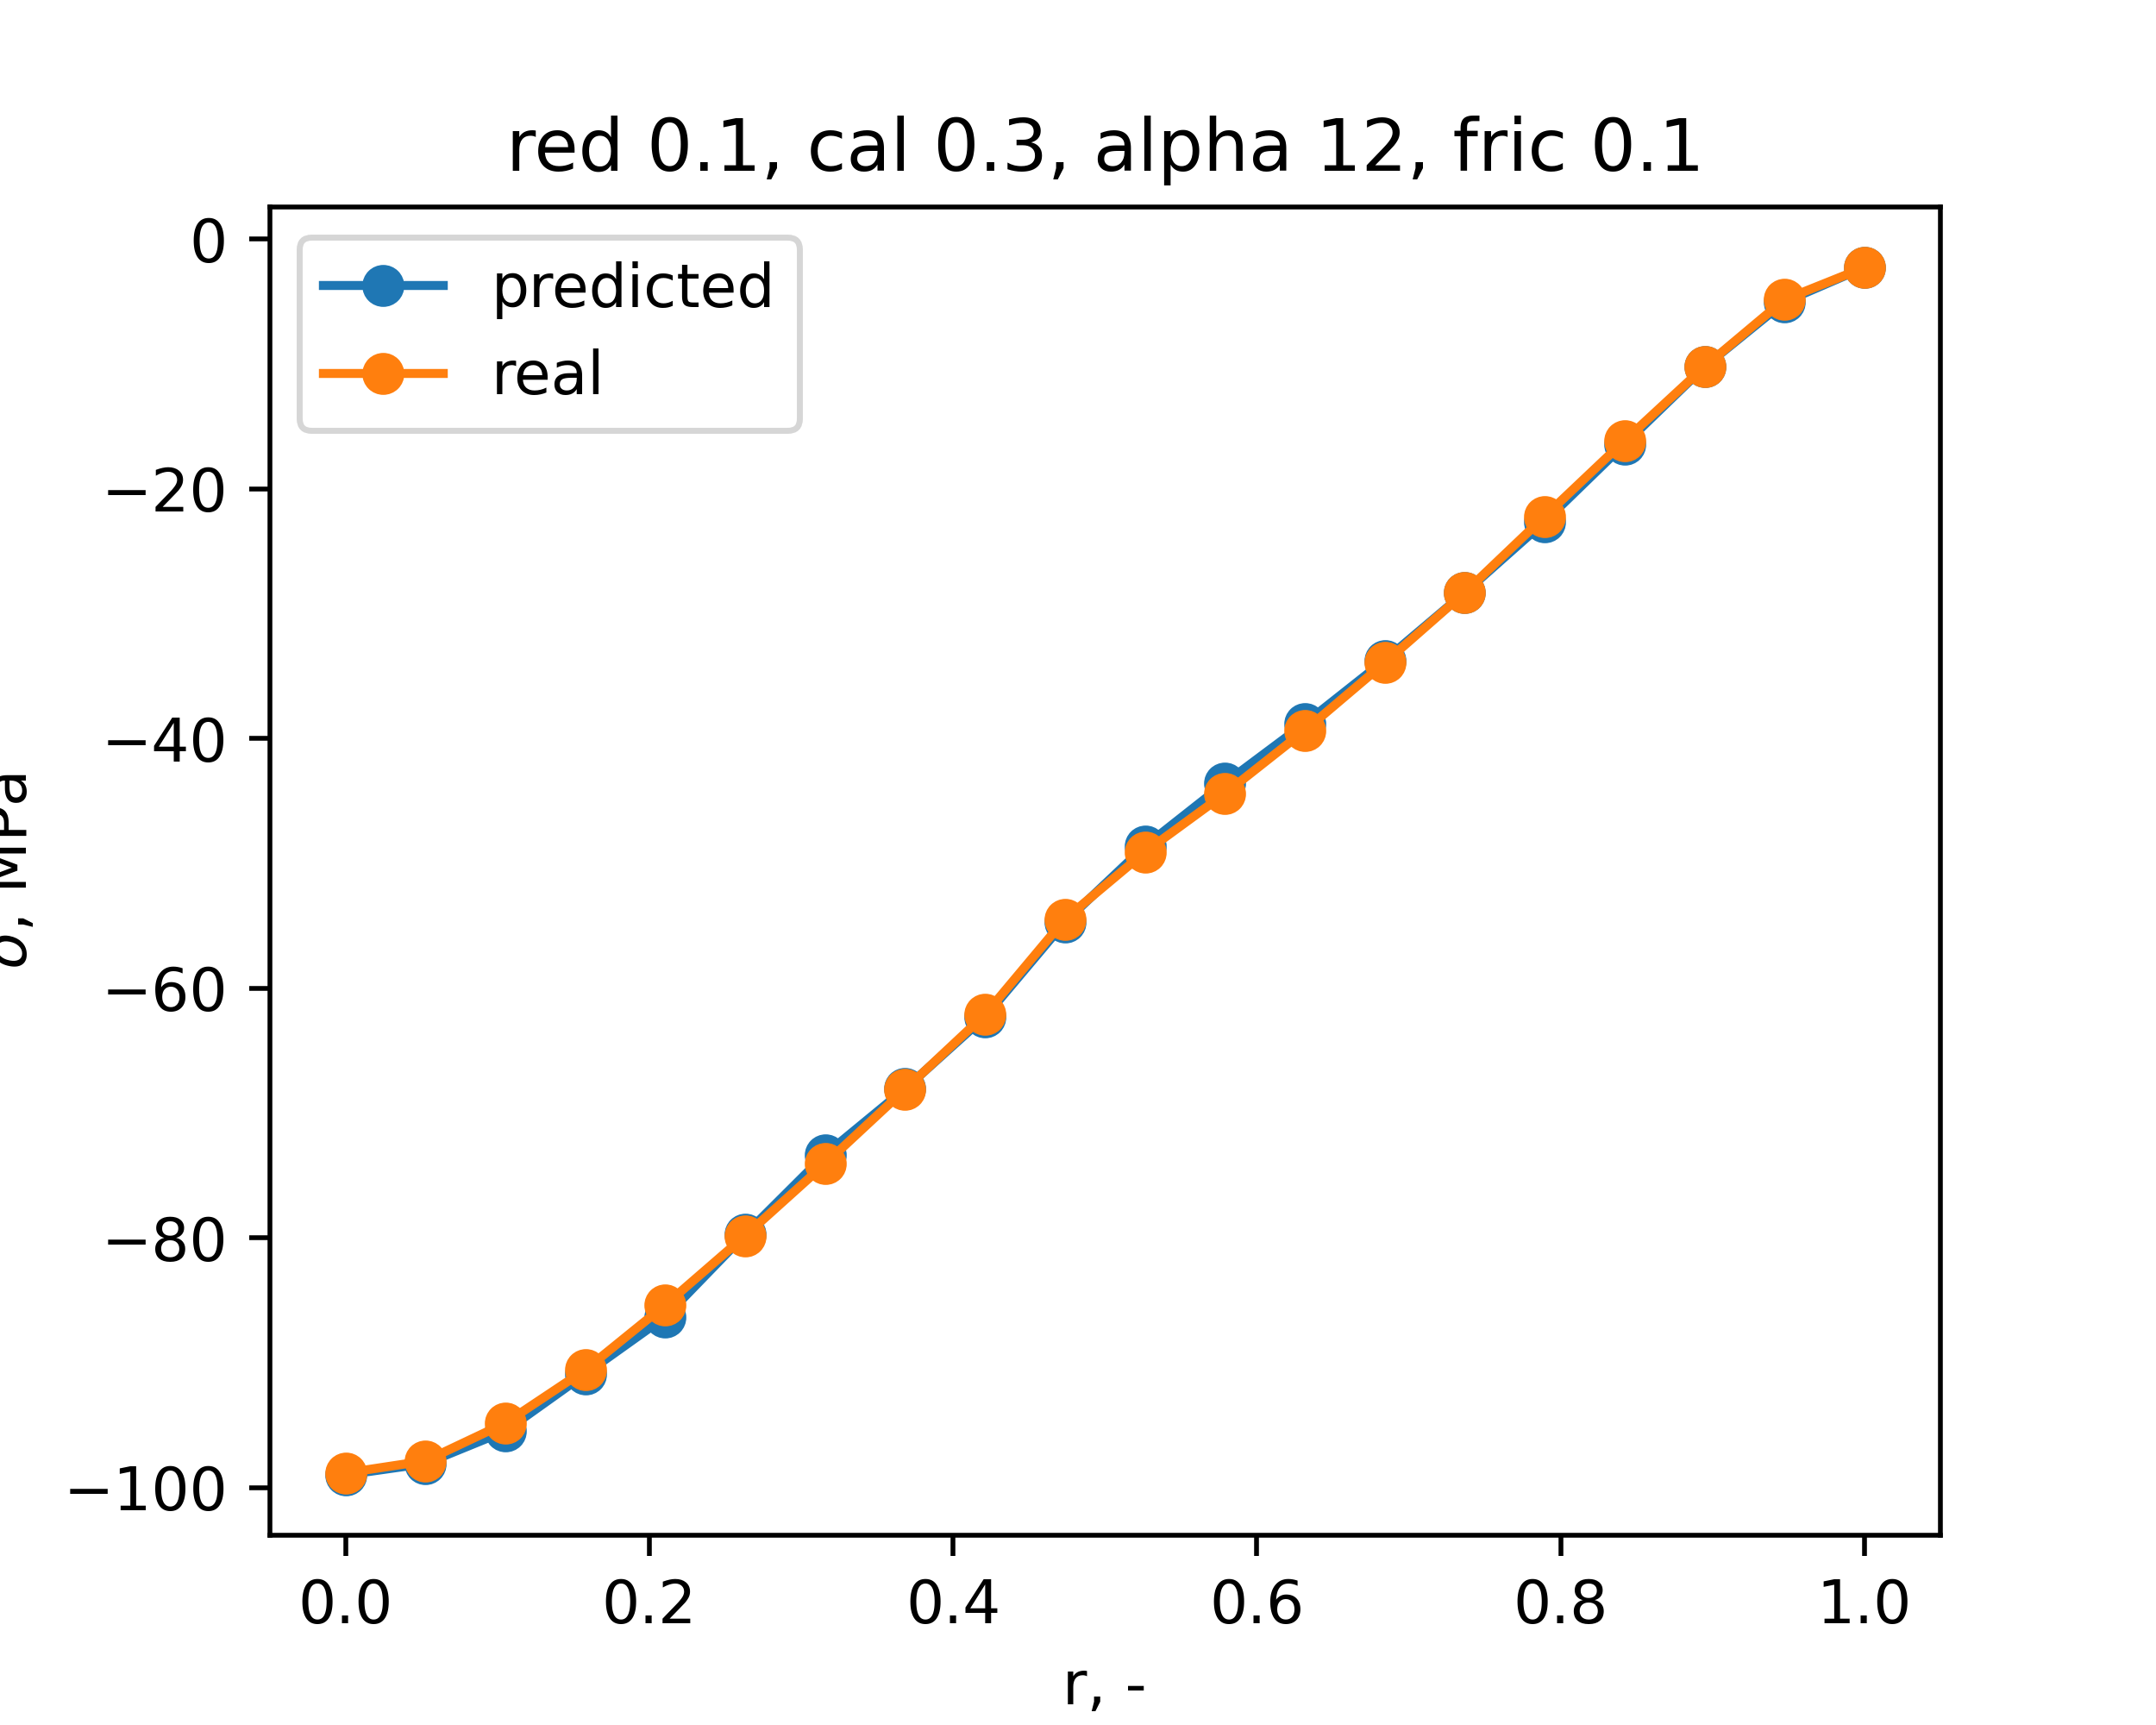 red 0.1, cal 0.3, alpha 12, fric 0.1
predicted
real
0
−20
−40
−60
−80
−100
σ, MPa
0.0 0.2 0.4 0.6 0.8 1.0
r, -